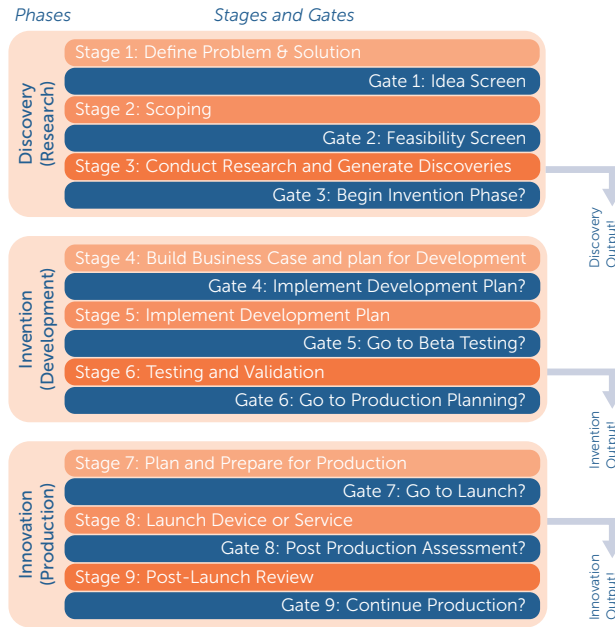 Phases
Stages and Gates
Discovery
(Research)
Stage 1: Define Problem & Solution
Gate 1: Idea Screen
Stage 2: Scoping
Gate 2: Feasibility Screen
Stage 3: Conduct Research and Generate Discoveries
Gate 3: Begin Invention Phase?
Discovery
Output!
Invention
(Development)
Stage 4: Build Business Case and plan for Development
Gate 4: Implement Development Plan?
Stage 5: Implement Development Plan
Gate 5: Go to Beta Testing?
Stage 6: Testing and Validation
Gate 6: Go to Production Planning?
Invention
Output!
Innovation
(Production)
Stage 7: Plan and Prepare for Production
Gate 7: Go to Launch?
Stage 8: Launch Device or Service
Gate 8: Post Production Assessment?
Stage 9: Post-Launch Review
Gate 9: Continue Production?
Innovation
Output!